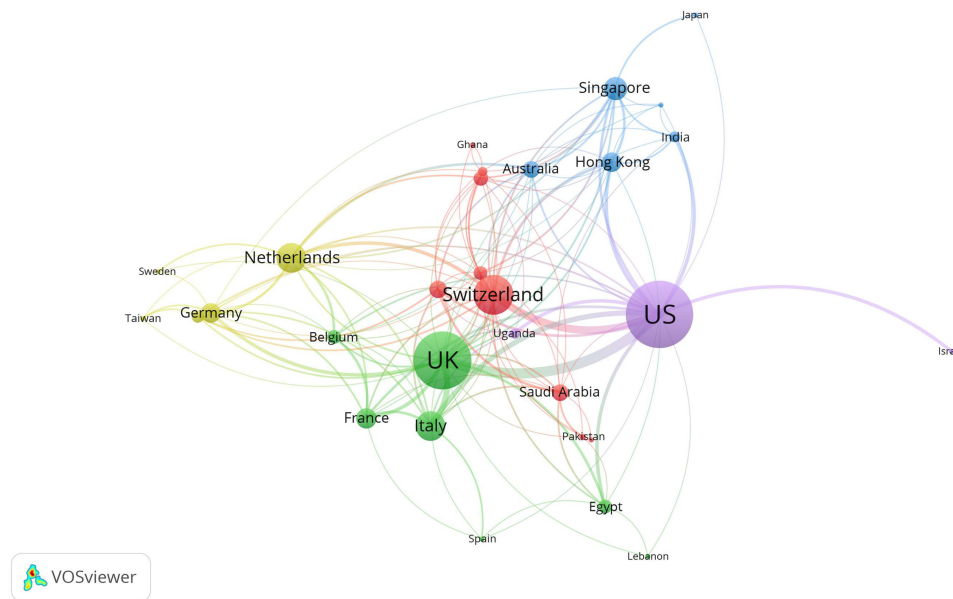 Japan
Singapore
India
Ghana
Australia
Hong Kong
Netherlands
Sweden
Switzerland
Germany
Taiwan
US
Uganda
Belgium
Isra
UK
Saudi Arabia
France
Italy
Pakistan
Egypt
Spain
Lebanon
VOSviewer